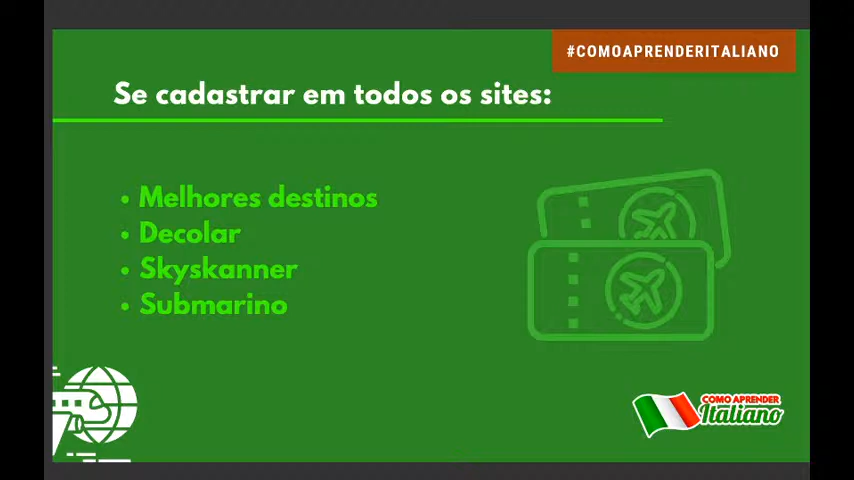 #COMOAPRENDERITALIANO
Se cadastrar em todos os sites:
• Melhores destinos
• Decolar
• Skyskanner
• Submarino
COMO APRENDER
Italiano